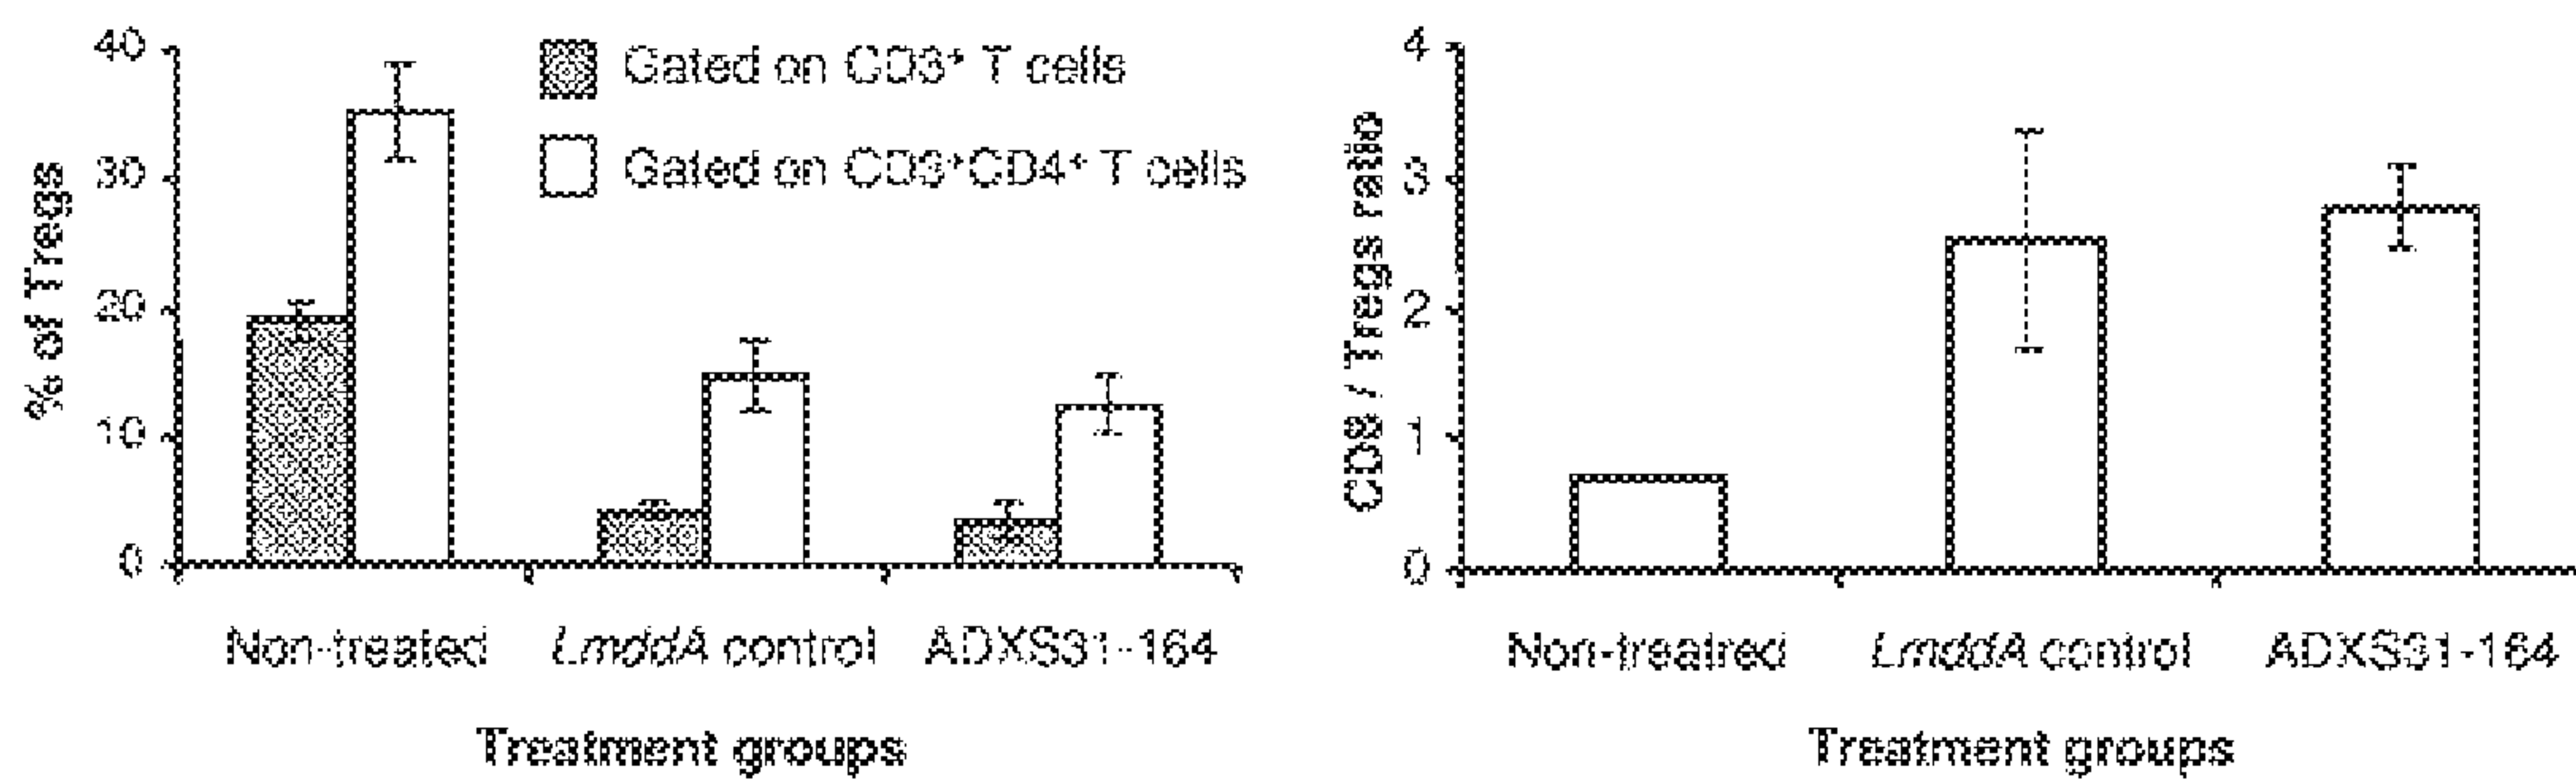 % of Tregs
40
30
20
10
0
Gated on CD3+ T cells
Gated on CD3+CD4+ T cells
Non-treated LmddA control ADXS31-164
Treatment groups
CD8 / Tregs ratio
4
3
2
1
0
Non-treatred LmddA control ADXS31-164
Treatment groups